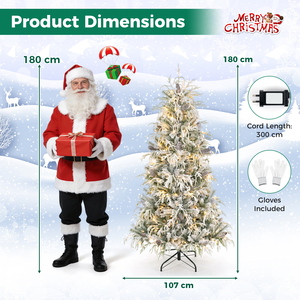 Product Dimensions
MERRY
CHRISTMAS
180 cm
180 cm
Cord Length:
300 cm
Gloves
Included
107 cm